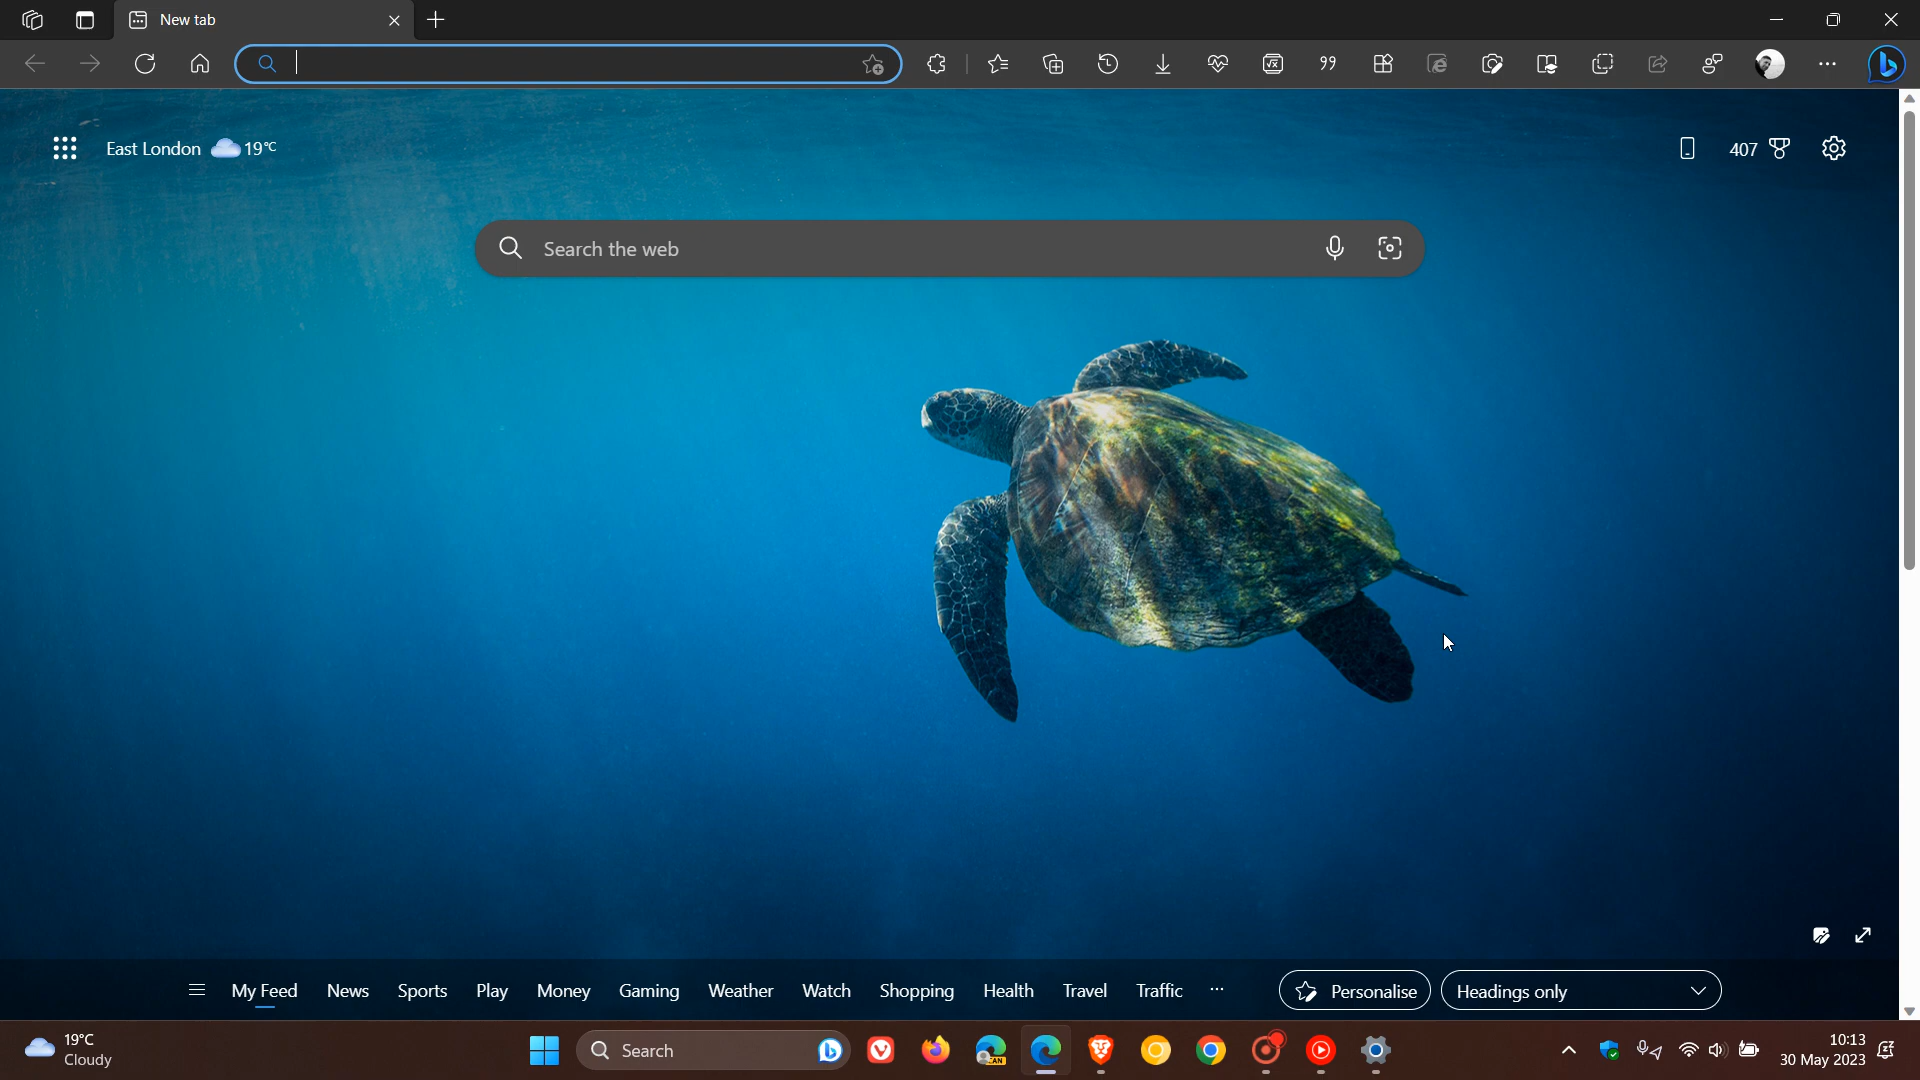 New tab
East London 19°C
407
Search the web
My Feed News Sports Play Money Gaming Weather Watch Shopping Health Travel Traffic ... Personalise Headings only
19°C
Cloudy
Search
CAN
10:13
30 May 2023